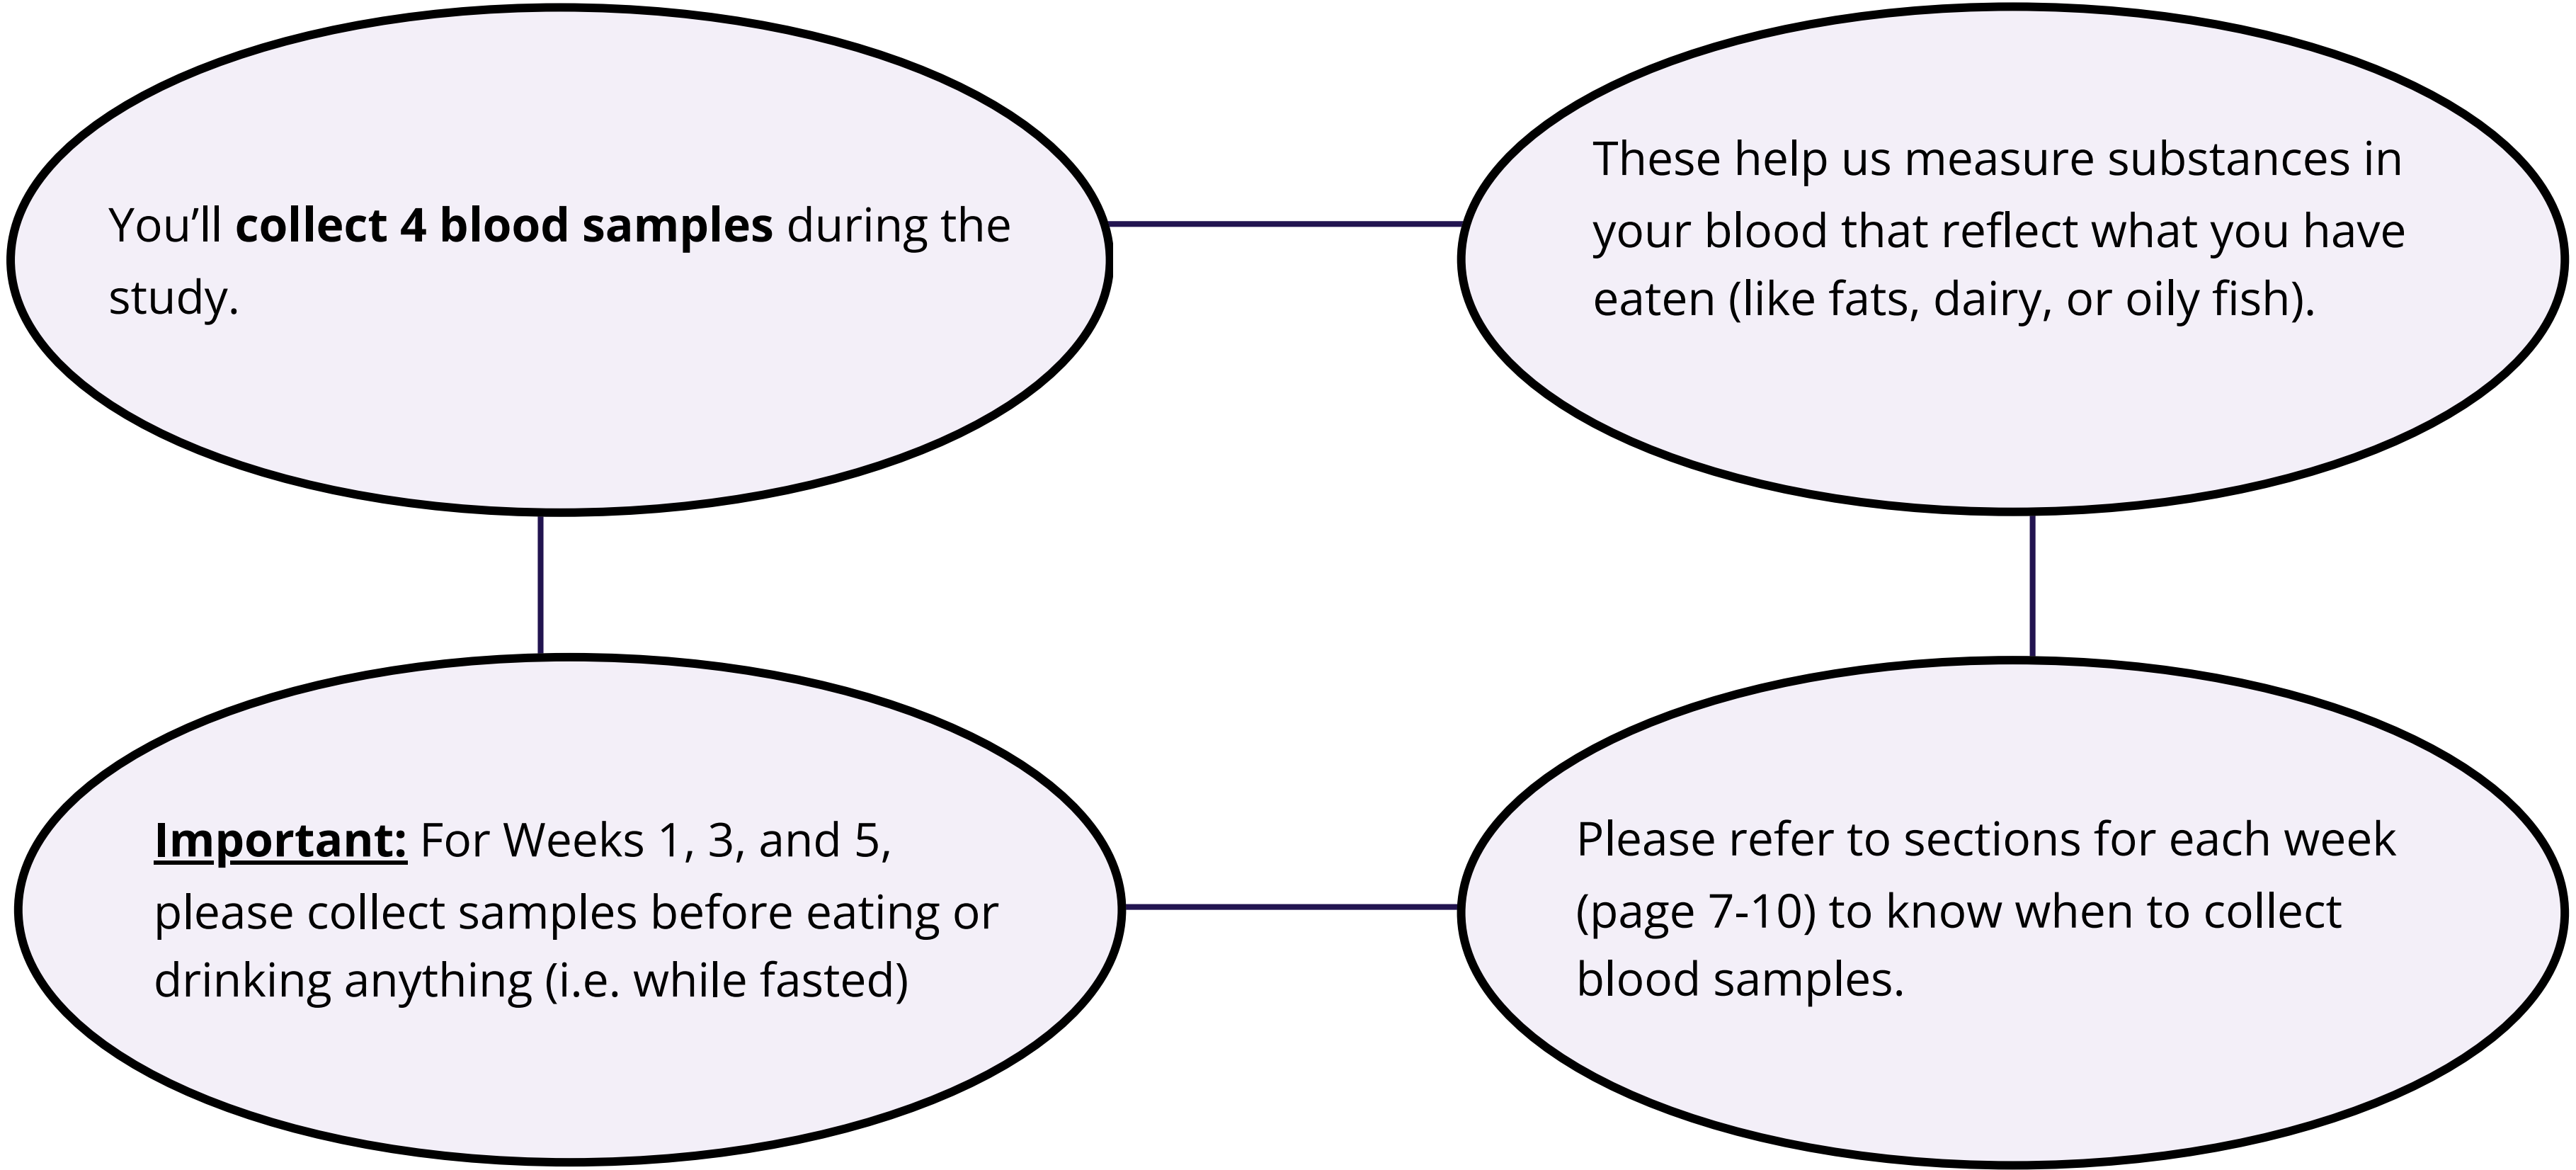 You’ll collect 4 blood samples during the
study.
These help us measure substances in
your blood that reflect what you have
eaten (like fats, dairy, or oily fish).
Important: For Weeks 1, 3, and 5,
please collect samples before eating or
drinking anything (i.e. while fasted)
Please refer to sections for each week
(page 7-10) to know when to collect
blood samples.